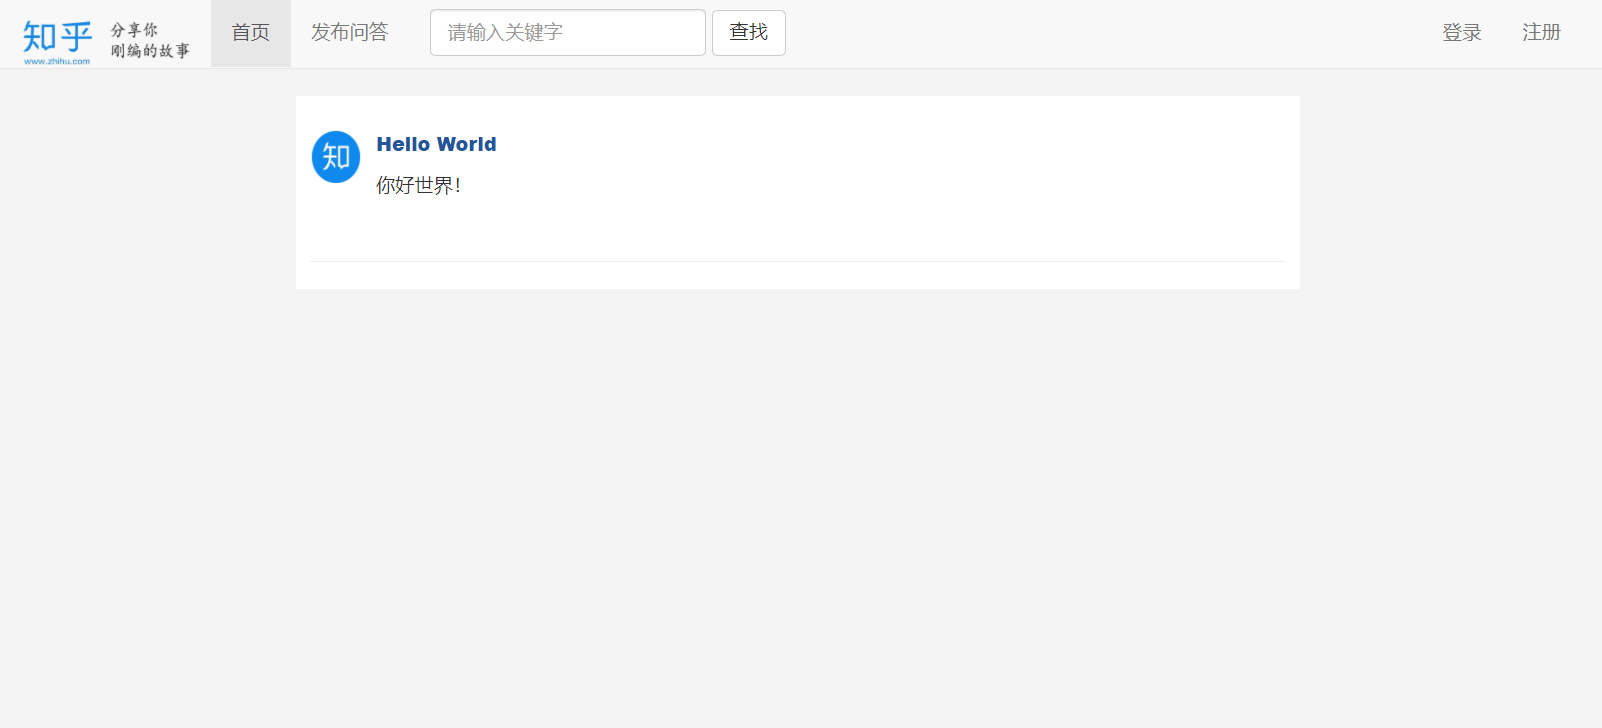 知乎 分享你
刚编的故事
www.zhihu.com
首页 发布问答 请输入关键字 查找 登录 注册
知 Hello World
你好世界!